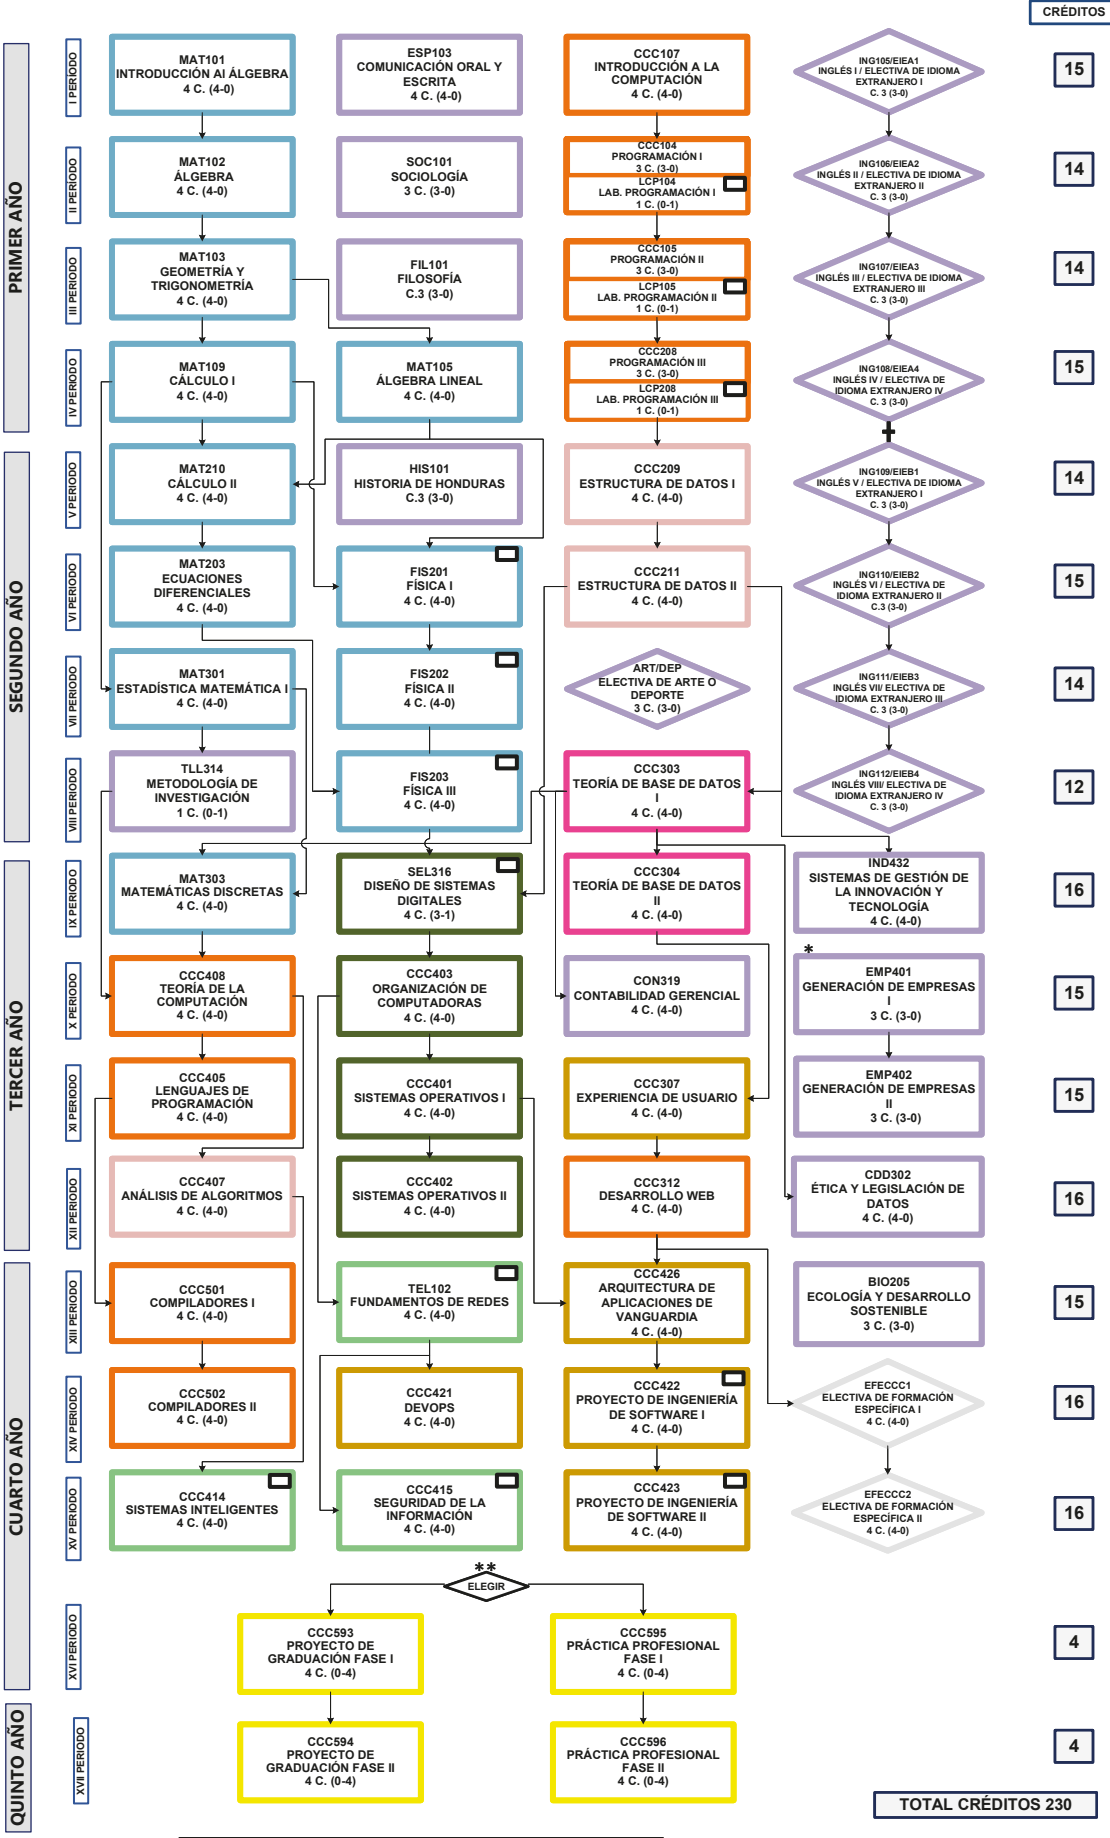 CRÉDITOS
PRIMER AÑO
I PERÍODO
MAT101
INTRODUCCIÓN Al ÁLGEBRA
4 C. (4-0)
ESP103
COMUNICACIÓN ORAL Y
ESCRITA
4 C. (4-0)
CCC107
INTRODUCCIÓN A LA
COMPUTACIÓN
4 C. (4-0)
ING105/EIEA1
INGLÉS I / ELECTIVA DE IDIOMA
EXTRANJERO I
C. 3 (3-0)
15
II PERÍODO
MAT102
ÁLGEBRA
4 C. (4-0)
SOC101
SOCIOLOGÍA
3 C. (3-0)
CCC104
PROGRAMACIÓN I
3 C. (3-0)
LCP104
LAB. PROGRAMACIÓN I
1 C. (0-1)
ING106/EIEA2
INGLÉS II / ELECTIVA DE IDIOMA
EXTRANJERO II
C. 3 (3-0)
14
III PERIODO
MAT103
GEOMETRÍA Y
TRIGONOMETRÍA
4 C. (4-0)
FIL101
FILOSOFÍA
C.3 (3-0)
CCC105
PROGRAMACIÓN II
3 C. (3-0)
LCP105
LAB. PROGRAMACIÓN II
1 C. (0-1)
ING107/EIEA3
INGLÉS III / ELECTIVA DE IDIOMA
EXTRANJERO III
C. 3 (3-0)
14
IV PERIODO
MAT109
CÁLCULO I
4 C. (4-0)
MAT105
ÁLGEBRA LINEAL
4 C. (4-0)
CCC208
PROGRAMACIÓN III
3 C. (3-0)
LCP208
LAB. PROGRAMACIÓN III
1 C. (0-1)
ING108/EIEA4
INGLÉS IV / ELECTIVA DE
IDIOMA EXTRANJERO IV
C. 3 (3-0)
15
SEGUNDO AÑO
V PERIODO
MAT210
CÁLCULO II
4 C. (4-0)
HIS101
HISTORIA DE HONDURAS
C.3 (3-0)
CCC209
ESTRUCTURA DE DATOS I
4 C. (4-0)
ING109/EIEB1
INGLÉS V / ELECTIVA DE IDIOMA
EXTRANJERO I
C. 3 (3-0)
14
VI PERIODO
MAT203
ECUACIONES
DIFERENCIALES
4 C. (4-0)
FIS201
FÍSICA I
4 C. (4-0)
CCC211
ESTRUCTURA DE DATOS II
4 C. (4-0)
ING110/EIEB2
INGLÉS VI / ELECTIVA DE
IDIOMA EXTRANJERO II
C.3 (3-0)
15
VII PERIODO
MAT301
ESTADÍSTICA MATEMÁTICA I
4 C. (4-0)
FIS202
FÍSICA II
4 C. (4-0)
ART/DEP
ELECTIVA DE ARTE O
DEPORTE
3 C. (3-0)
ING111/EIEB3
INGLÉS VII/ ELECTIVA DE
IDIOMA EXTRANJERO III
C. 3 (3-0)
14
VIII PERIODO
TLL314
METODOLOGÍA DE
INVESTIGACIÓN
1 C. (0-1)
FIS203
FÍSICA III
4 C. (4-0)
CCC303
TEORÍA DE BASE DE DATOS
I
4 C. (4-0)
ING112/EIEB4
INGLÉS VIII/ ELECTIVA DE
IDIOMA EXTRANJERO IV
C. 3 (3-0)
12
TERCER AÑO
IX PERIODO
MAT303
MATEMÁTICAS DISCRETAS
4 C. (4-0)
SEL316
DISEÑO DE SISTEMAS
DIGITALES
4 C. (3-1)
CCC304
TEORÍA DE BASE DE DATOS
II
4 C. (4-0)
IND432
SISTEMAS DE GESTIÓN DE
LA INNOVACIÓN Y
TECNOLOGÍA
4 C. (4-0)
16
X PERIODO
CCC408
TEORÍA DE LA
COMPUTACIÓN
4 C. (4-0)
CCC403
ORGANIZACIÓN DE
COMPUTADORAS
4 C. (4-0)
CON319
CONTABILIDAD GERENCIAL
4 C. (4-0)
*
EMP401
GENERACIÓN DE EMPRESAS
I
3 C. (3-0)
15
XI PERIODO
CCC405
LENGUAJES DE
PROGRAMACIÓN
4 C. (4-0)
CCC401
SISTEMAS OPERATIVOS I
4 C. (4-0)
CCC307
EXPERIENCIA DE USUARIO
4 C. (4-0)
EMP402
GENERACIÓN DE EMPRESAS
II
3 C. (3-0)
15
XII PERIODO
CCC407
ANÁLISIS DE ALGORITMOS
4 C. (4-0)
CCC402
SISTEMAS OPERATIVOS II
4 C. (4-0)
CCC312
DESARROLLO WEB
4 C. (4-0)
CDD302
ÉTICA Y LEGISLACIÓN DE
DATOS
4 C. (4-0)
16
CUARTO AÑO
XIII PERIODO
CCC501
COMPILADORES I
4 C. (4-0)
TEL102
FUNDAMENTOS DE REDES
4 C. (4-0)
CCC426
ARQUITECTURA DE
APLICACIONES DE
VANGUARDIA
4 C. (4-0)
BIO205
ECOLOGÍA Y DESARROLLO
SOSTENIBLE
3 C. (3-0)
15
XIV PERIODO
CCC502
COMPILADORES II
4 C. (4-0)
CCC421
DEVOPS
4 C. (4-0)
CCC422
PROYECTO DE INGENIERÍA
DE SOFTWARE I
4 C. (4-0)
EFECCC1
ELECTIVA DE FORMACIÓN
ESPECÍFICA I
4 C. (4-0)
16
XV PERIODO
CCC414
SISTEMAS INTELIGENTES
4 C. (4-0)
CCC415
SEGURIDAD DE LA
INFORMACIÓN
4 C. (4-0)
CCC423
PROYECTO DE INGENIERÍA
DE SOFTWARE II
4 C. (4-0)
EFECCC2
ELECTIVA DE FORMACIÓN
ESPECÍFICA II
4 C. (4-0)
16
**
ELEGIR
XVI PERIODO
CCC593
PROYECTO DE
GRADUACIÓN FASE I
4 C. (0-4)
CCC595
PRÁCTICA PROFESIONAL
FASE I
4 C. (0-4)
4
QUINTO AÑO
XVII PERIODO
CCC594
PROYECTO DE
GRADUACIÓN FASE II
4 C. (0-4)
CCC596
PRÁCTICA PROFESIONAL
FASE II
4 C. (0-4)
4
TOTAL CRÉDITOS 230